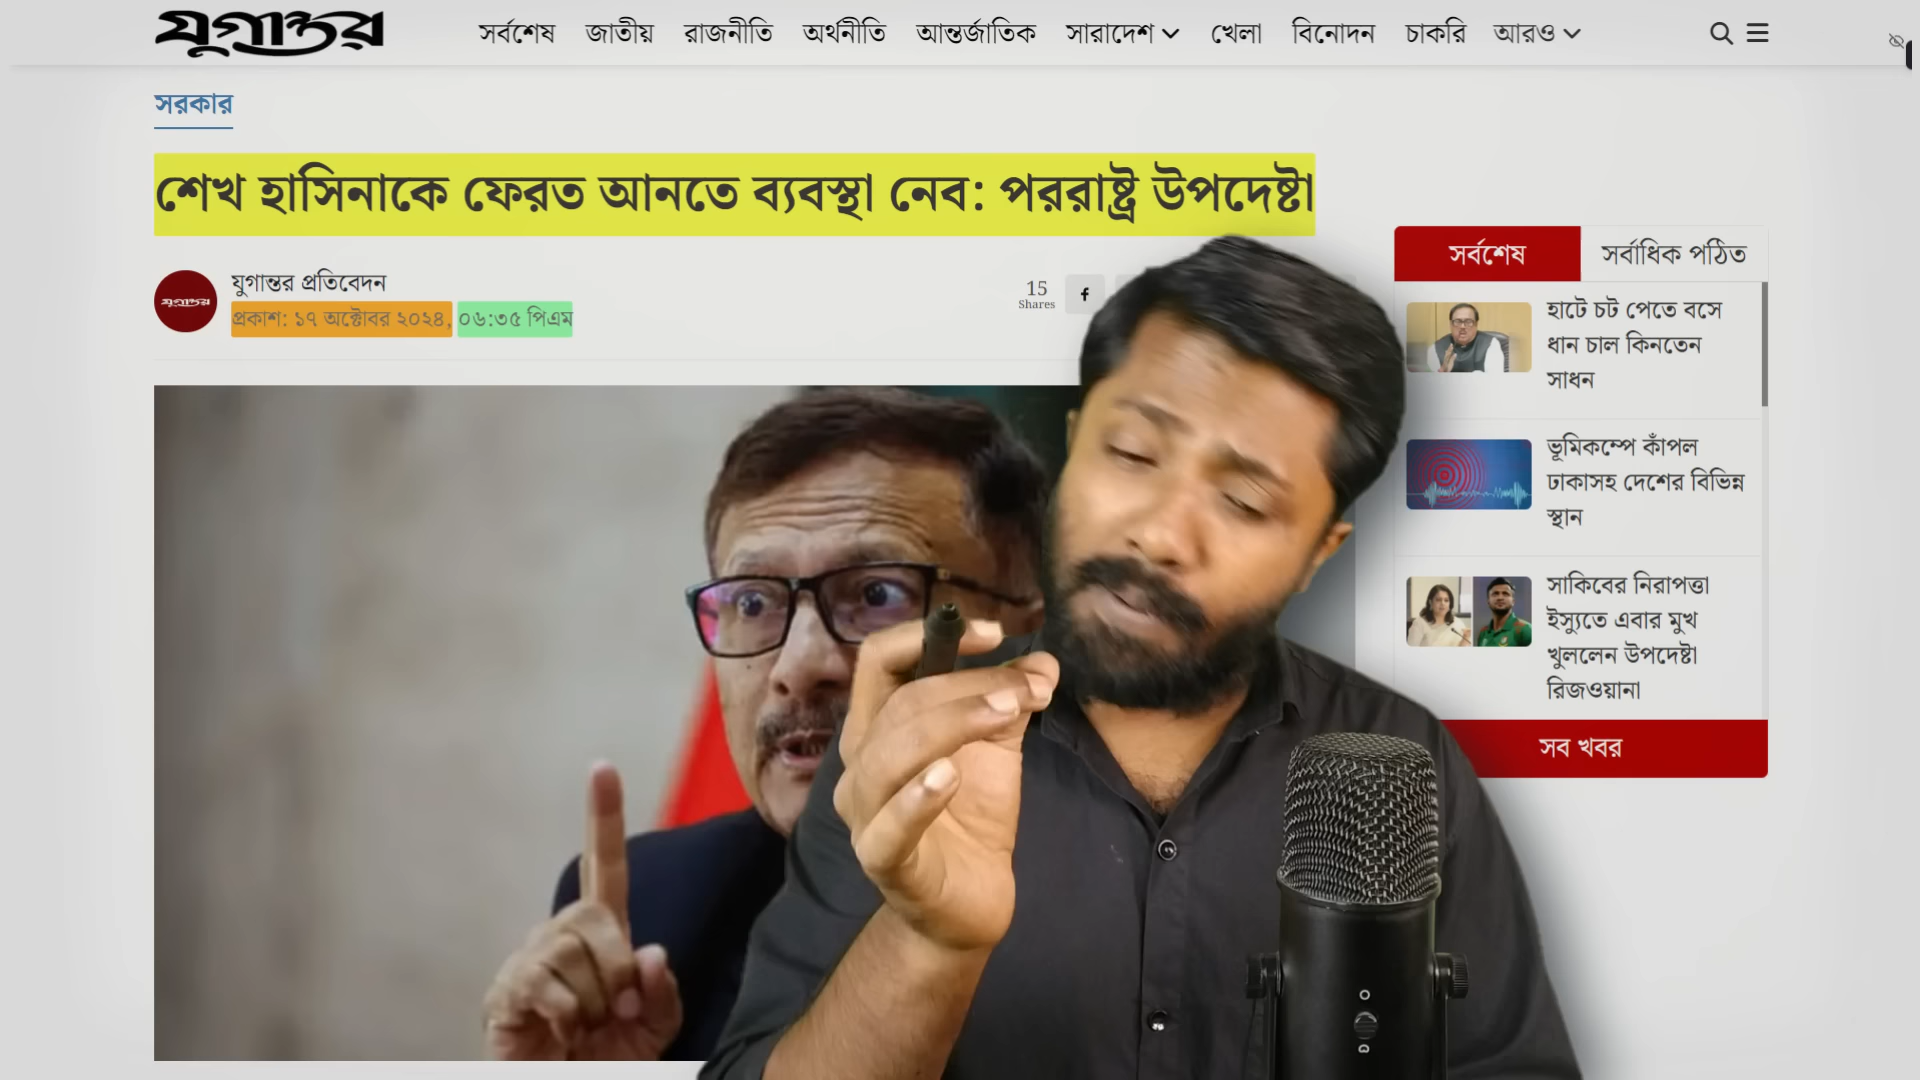 যুগান্তর
সর্বশেষ জাতীয় রাজনীতি অর্থনীতি আন্তর্জাতিক সারাদেশ খেলা বিনোদন চাকরি আরও
সরকার
শেখ হাসিনাকে ফেরত আনতে ব্যবস্থা নেব: পররাষ্ট্র উপদেষ্টা
যুগান্তর
যুগান্তর প্রতিবেদন
প্রকাশ: ১৭ অক্টোবর ২০২৪, ০৬:৩৫ পিএম
15
Shares
সর্বশেষ সর্বাধিক পঠিত
হাটে চট পেতে বসে
ধান চাল কিনতেন
সাধন
ভূমিকম্পে কাঁপল
ঢাকাসহ দেশের বিভিন্ন
স্থান
সাকিবের নিরাপত্তা
ইস্যুতে এবার মুখ
খুললেন উপদেষ্টা
রিজওয়ানা
সব খবর